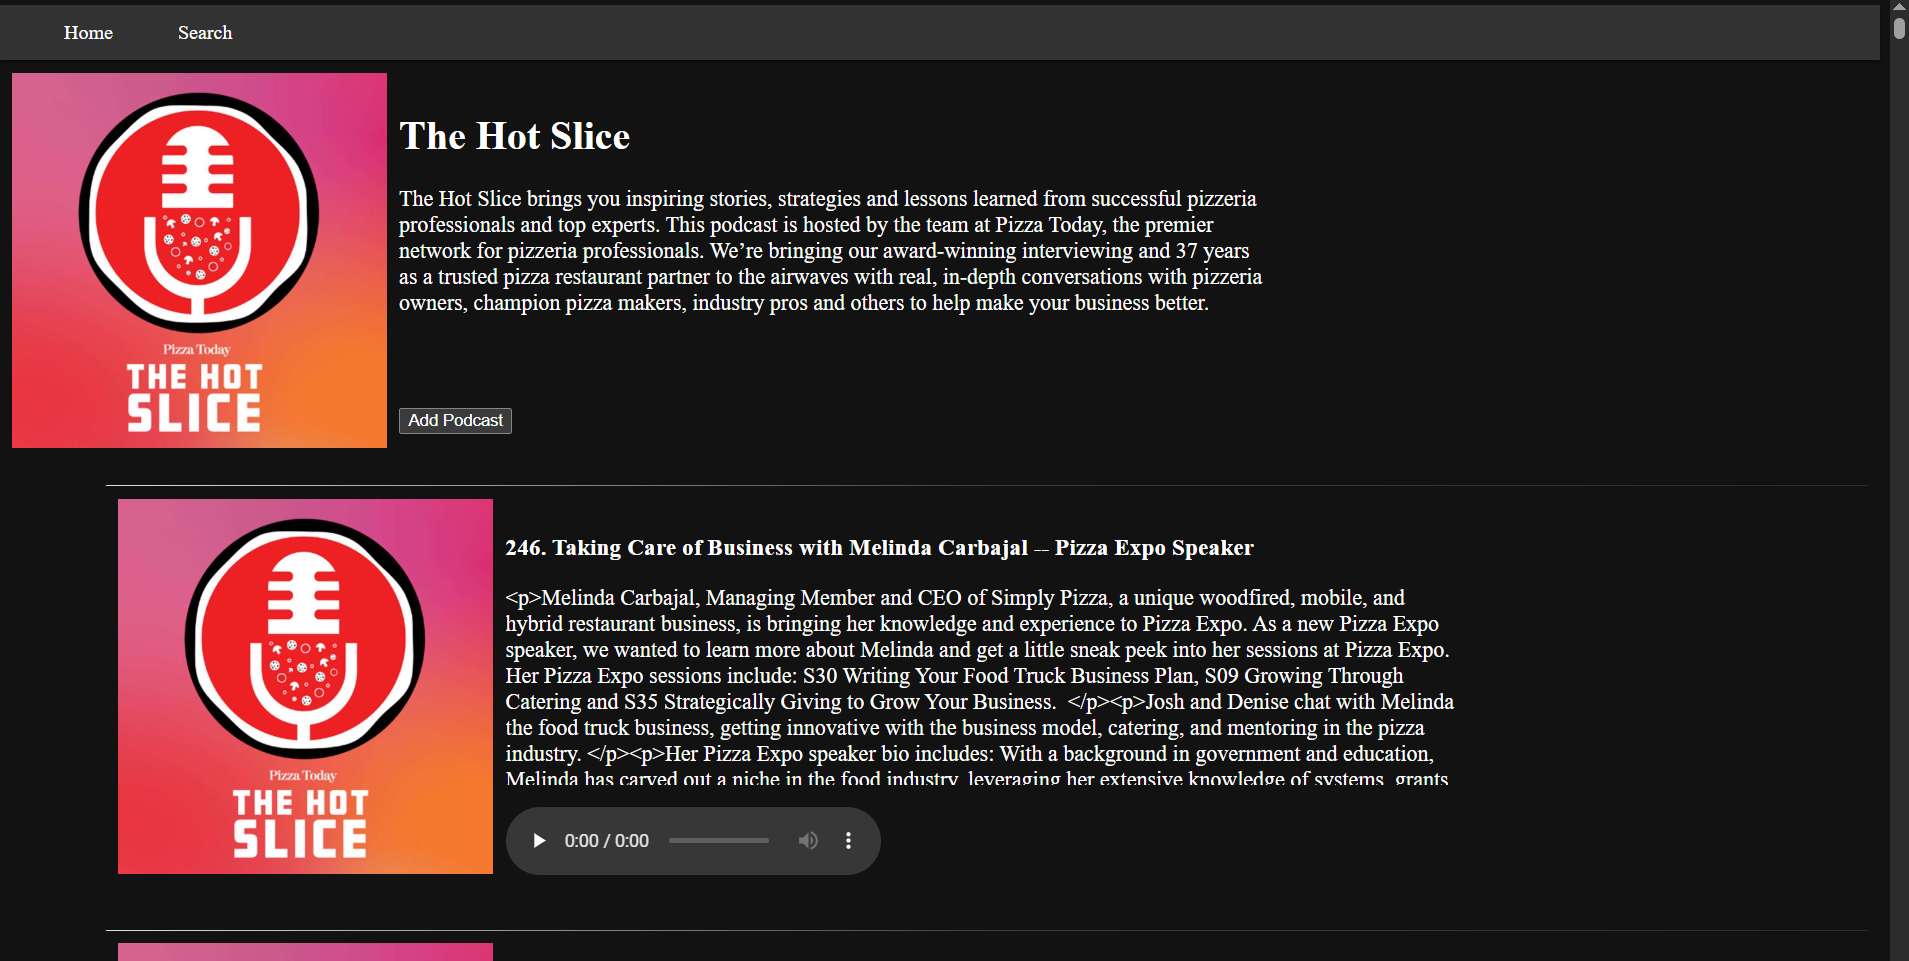 Home Search
Pizza Today
THE HOT
SLICE
The Hot Slice
The Hot Slice brings you inspiring stories, strategies and lessons learned from successful pizzeria
professionals and top experts. This podcast is hosted by the team at Pizza Today, the premier
network for pizzeria professionals. We’re bringing our award-winning interviewing and 37 years
as a trusted pizza restaurant partner to the airwaves with real, in-depth conversations with pizzeria
owners, champion pizza makers, industry pros and others to help make your business better.
Add Podcast
Pizza Today
THE HOT
SLICE
246. Taking Care of Business with Melinda Carbajal -- Pizza Expo Speaker
<p>Melinda Carbajal, Managing Member and CEO of Simply Pizza, a unique woodfired, mobile, and
hybrid restaurant business, is bringing her knowledge and experience to Pizza Expo. As a new Pizza Expo
speaker, we wanted to learn more about Melinda and get a little sneak peek into her sessions at Pizza Expo.
Her Pizza Expo sessions include: S30 Writing Your Food Truck Business Plan, S09 Growing Through
Catering and S35 Strategically Giving to Grow Your Business.  </p><p>Josh and Denise chat with Melinda
the food truck business, getting innovative with the business model, catering, and mentoring in the pizza
industry. </p><p>Her Pizza Expo speaker bio includes: With a background in government and education,
Melinda has carved out a niche in the food industry, leveraging her extensive knowledge of systems, grants
0:00 / 0:00